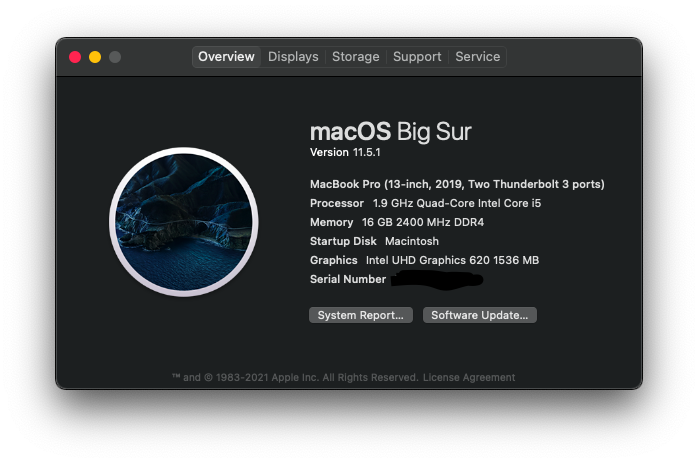 Overview Displays Storage Support Service
macOS Big Sur
Version 11.5.1
MacBook Pro (13-inch, 2019, Two Thunderbolt 3 ports)
Processor 1.9 GHz Quad-Core Intel Core i5
Memory 16 GB 2400 MHz DDR4
Startup Disk Macintosh
Graphics Intel UHD Graphics 620 1536 MB
Serial Number
System Report... Software Update...
™ and © 1983-2021 Apple Inc. All Rights Reserved. License Agreement